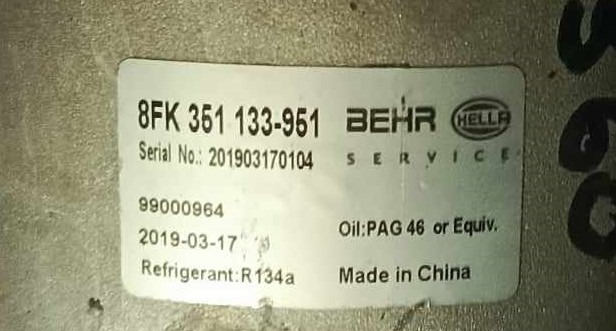 8FK 351 133-951
BEHR HELLA
SERVICE
Serial No.: 201903170104
99000964
2019-03-17
Oil:PAG 46 or Equiv.
Refrigerant:R134a
Made in China